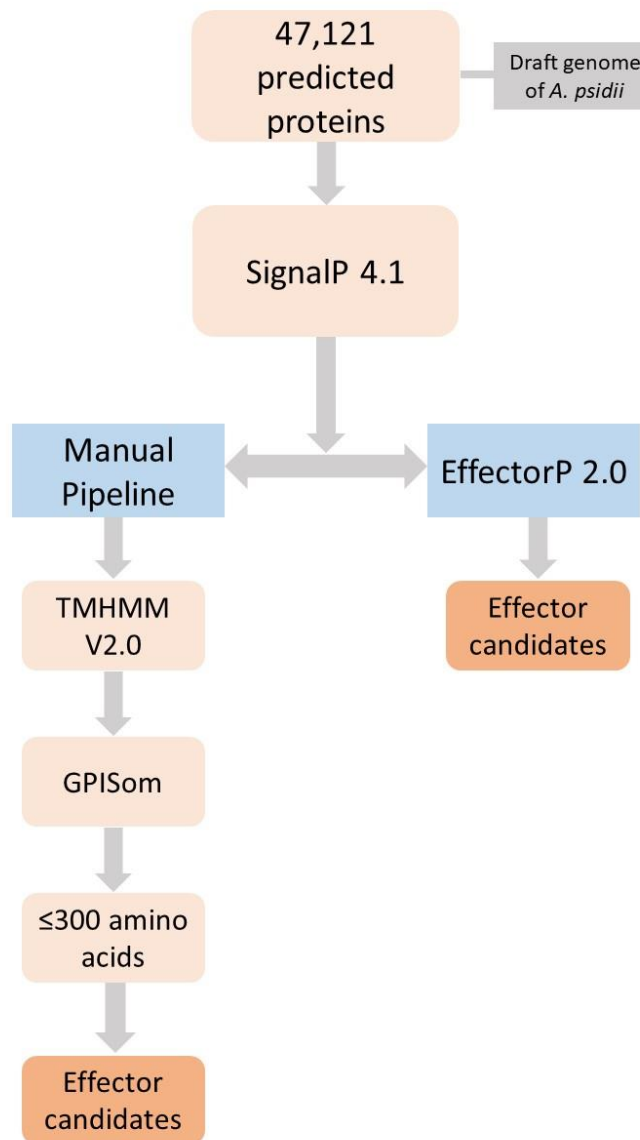 47,121
predicted
proteins
Draft genome
of A. psidii
SignalP 4.1
Manual
Pipeline
EffectorP 2.0
TMHMM
V2.0
Effector
candidates
GPISom
≤300 amino
acids
Effector
candidates